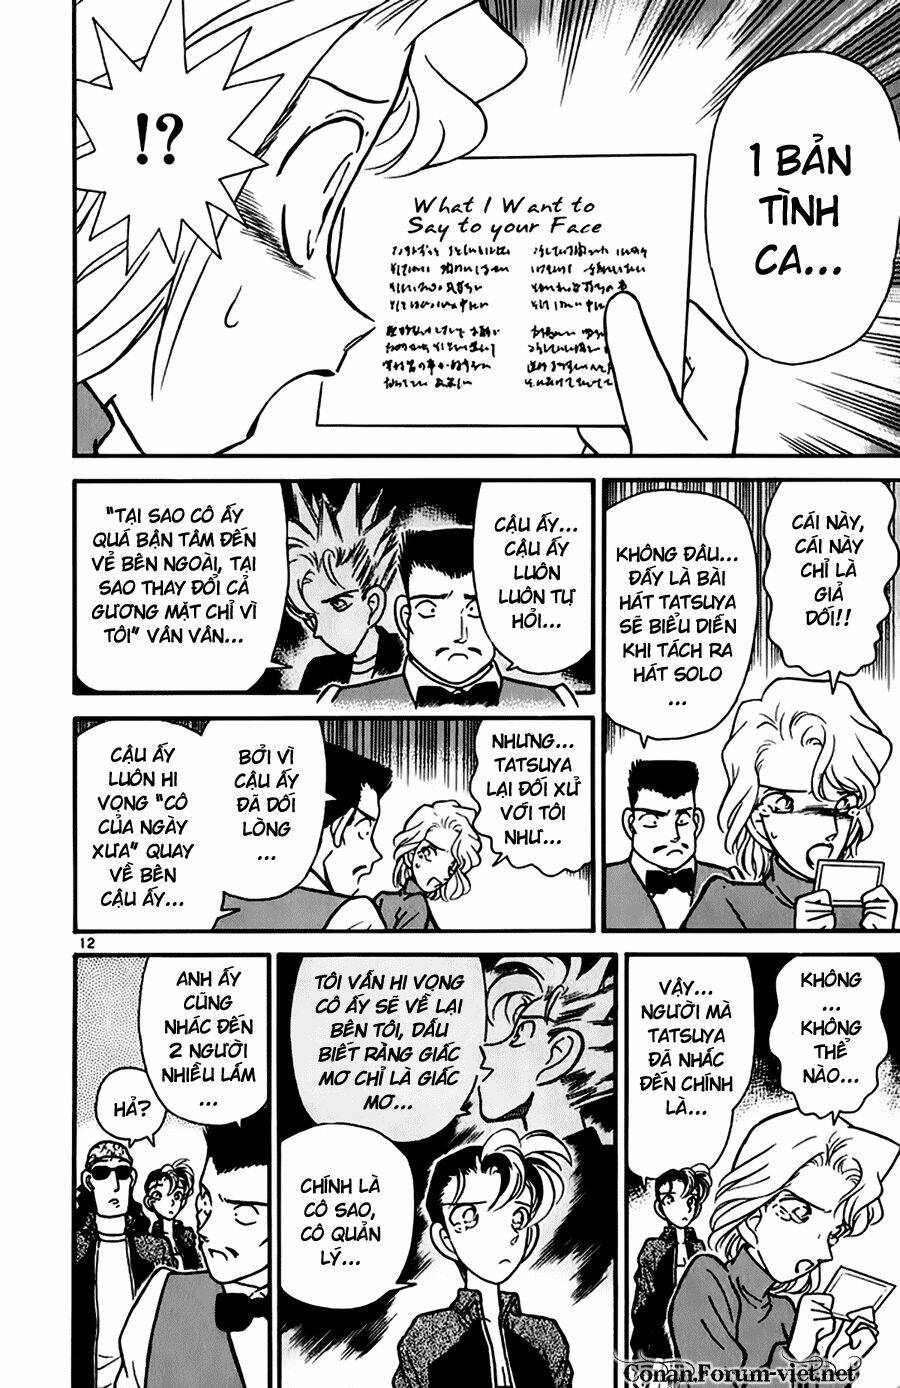 1 BẢN
TÌNH
CA...
!?
What I Want to
Say to your Face
CÁI NÀY,
CÁI NÀY
CHỈ LÀ
GIẢ
DỐI!!
KHÔNG ĐÂU...
ĐẤY LÀ BÀI
HÁT TATSUYA
SẼ BIỂU DIỄN
KHI TÁCH RA
HÁT SOLO
...
CẬU ẤY...
CẬU ẤY
LUÔN
LUÔN TỰ
HỎI...
"TẠI SAO CÔ ẤY
QUÁ BẬN TÂM ĐẾN
VẺ BÊN NGOÀI, TẠI
SAO THAY ĐỔI CẢ
GƯƠNG MẶT CHỈ VÌ
TÔI" VÂN VÂN...
NHƯNG...
TATSUYA
LẠI ĐỐI XỬ
VỚI TÔI
NHƯ...
BỞI VÌ
CẬU ẤY
ĐÃ DỐI
LÒNG
...
CẬU ẤY
LUÔN HI
VỌNG "CÔ
CỦA NGÀY
XƯA" QUAY
VỀ BÊN
CẬU ẤY...
12
KHÔNG
...
KHÔNG
THỂ
NÀO...
VẬY...
NGƯỜI MÀ
TATSUYA
ĐÃ NHẮC
ĐẾN CHÍNH
LÀ...
TÔI VẪN HI VỌNG
CÔ ẤY SẼ VỀ LẠI
BÊN TÔI, DẪU
BIẾT RẰNG GIẤC
MƠ CHỈ LÀ GIẤC
MƠ...
CHÍNH LÀ
CÔ SAO,
CÔ QUẢN
LÝ...
ANH ẤY
CŨNG
NHẮC ĐẾN
2 NGƯỜI
NHIỀU LẮM
...
HẢ?
Conan.Forum-viet.net